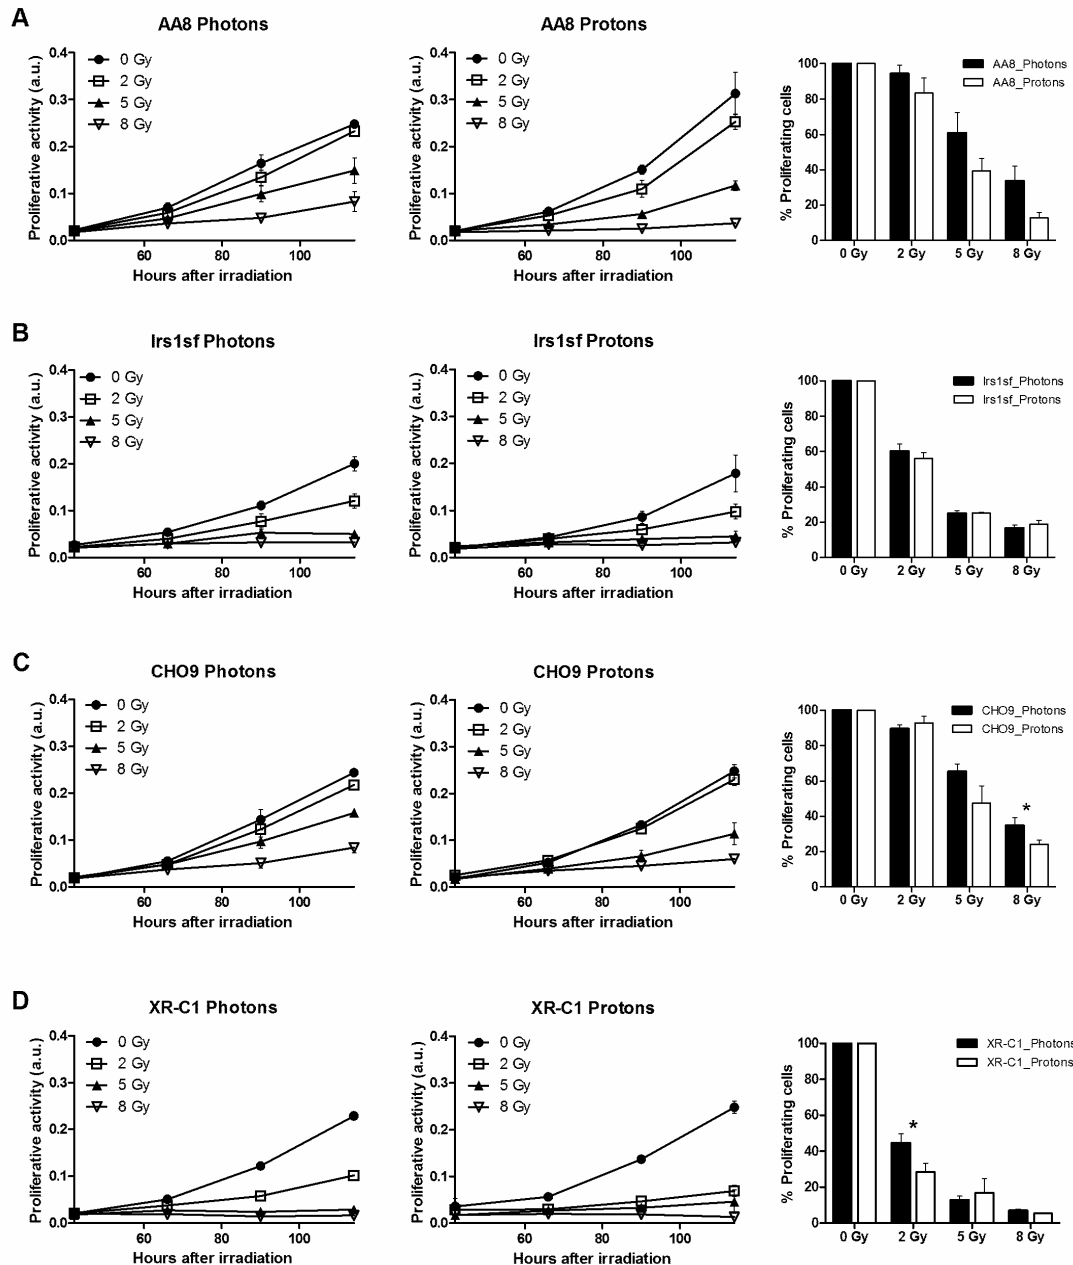 A
AA8 Photons
Proliferative activity (a.u.)
0.4
0.3
0.2
0.1
0.0
0 Gy
2 Gy
5 Gy
8 Gy
60
100
Hours after irradiation
AA8 Protons
Proliferative activity (a.u.)
0.4
0.3
0.2
0.1
0.0
0 Gy
2 Gy
5 Gy
8 Gy
60
80
100
Hours after irradiation
% Proliferating cells
100
80
60
40
20
0
AA8_Photons
AA8_Protons
0 Gy
2 Gy
5 Gy
8 Gy
B
Irs1sf Photons
Proliferative activity (a.u.)
0.4
0.3
0.2
0.1
0.0
0 Gy
2 Gy
5 Gy
8 Gy
60
80
100
Hours after irradiation
Irs1sf Protons
Proliferative activity (a.u.)
0.4
0.3
0.2
0.1
0.0
0 Gy
2 Gy
5 Gy
8 Gy
60
80
100
Hours after irradiation
% Proliferating cells
100
80
60
40
20
0
Irs1sf_Photons
Irs1sf_Protons
0 Gy
2 Gy
5 Gy
8 Gy
C
CHO9 Photons
Proliferative activity (a.u.)
0.4
0.3
0.2
0.1
0.0
0 Gy
2 Gy
5 Gy
8 Gy
60
80
100
Hours after irradiation
CHO9 Protons
Proliferative activity (a.u.)
0.4
0.3
0.2
0.1
0.0
0 Gy
2 Gy
5 Gy
8 Gy
60
80
100
Hours after irradiation
% Proliferating cells
100
80
60
40
20
0
CHO9_Photons
CHO9_Protons
*
0 Gy
2 Gy
5 Gy
8 Gy
D
XR-C1 Photons
Proliferative activity (a.u.)
0.4
0.3
0.2
0.1
0.0
0 Gy
2 Gy
5 Gy
8 Gy
60
80
100
Hours after irradiation
XR-C1 Protons
Proliferative activity (a.u.)
0.4
0.3
0.2
0.1
0.0
0 Gy
2 Gy
5 Gy
8 Gy
60
80
100
Hours after irradiation
% Proliferating cells
100
80
60
40
20
0
XR-C1_Photons
XR-C1_Protons
*
0 Gy
2 Gy
5 Gy
8 Gy